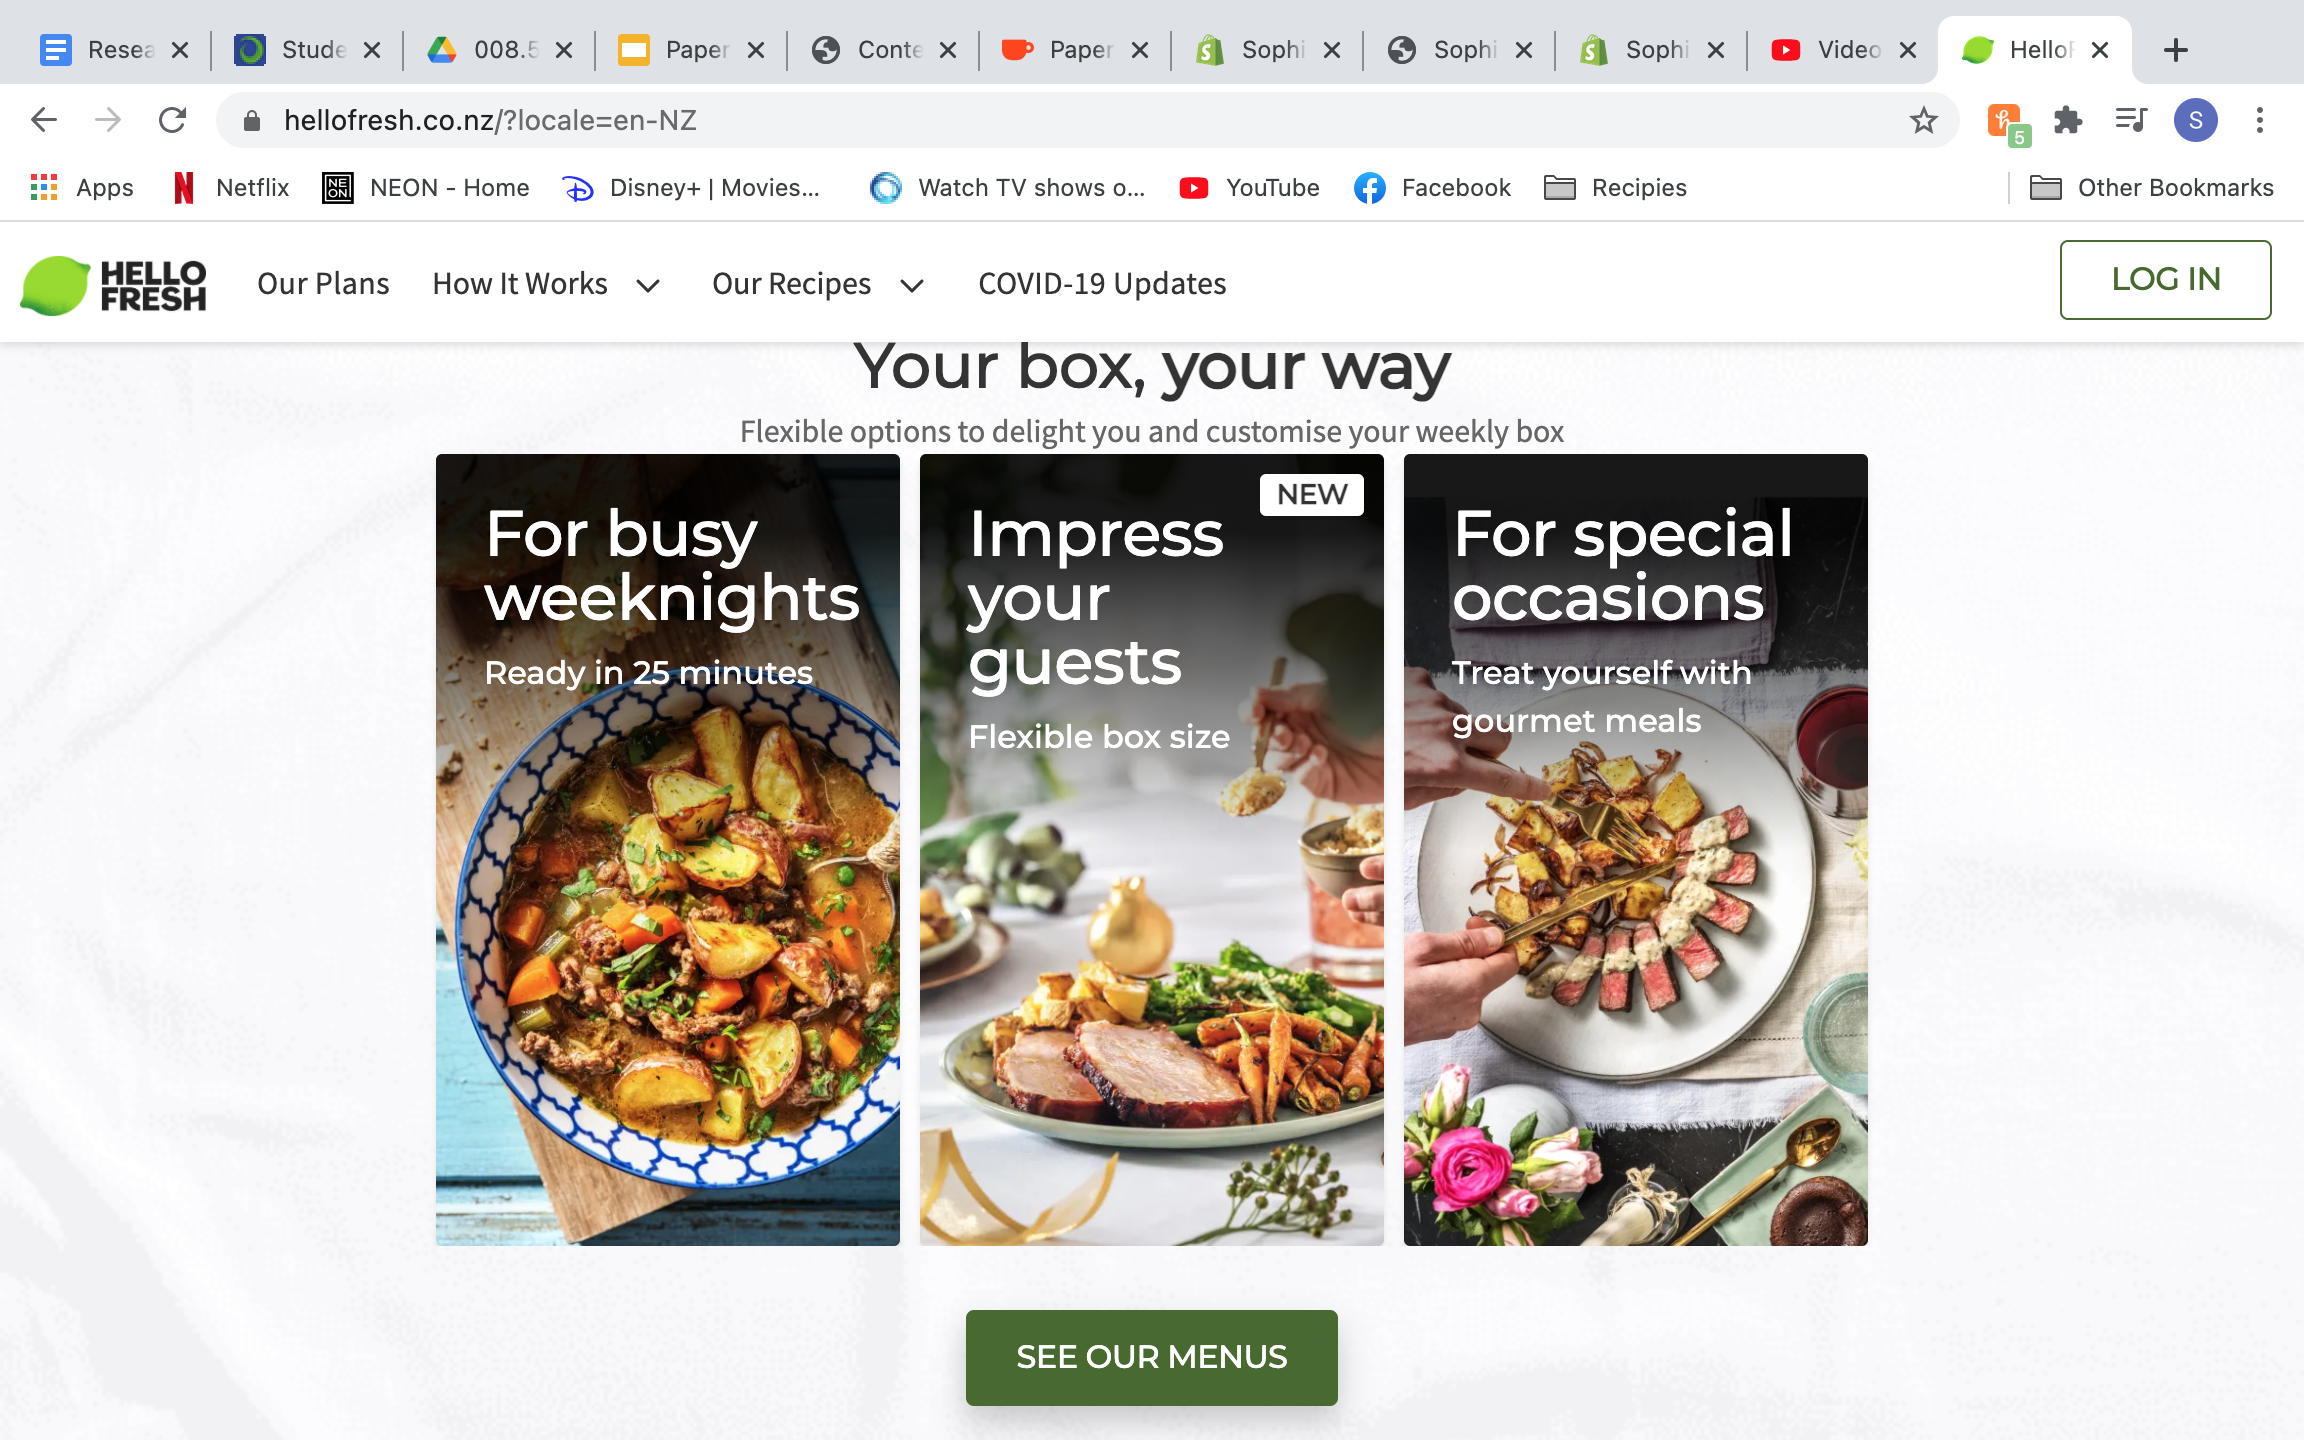 Resea
Stude
008.5
Paper
Conte
Paper
Sophi
Sophi
Sophi
Video
HelloF
hellofresh.co.nz/?locale=en-NZ
5
S
Apps
Netflix
NEON
NEON - Home
Disney+ | Movies...
Watch TV shows o...
YouTube
Facebook
Recipies
Other Bookmarks
HELLO
FRESH
Our Plans
How It Works
Our Recipes
COVID-19 Updates
LOG IN
Your box, your way
Flexible options to delight you and customise your weekly box
For busy
weeknights
Ready in 25 minutes
NEW
Impress
your
guests
Flexible box size
For special
occasions
Treat yourself with
gourmet meals
SEE OUR MENUS